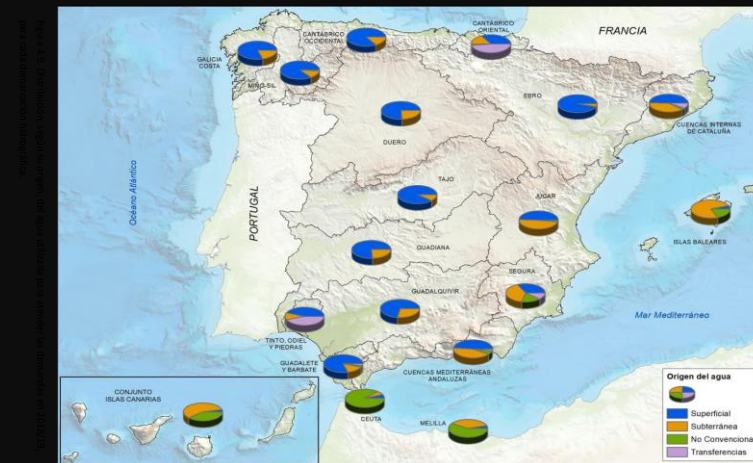 FRANCIA
CANTÁBRICO
ORIENTAL
CANTÁBRICO
OCCIDENTAL
GALICIA
COSTA
MIÑO-SIL
EBRO
CUENCAS INTERNAS
DE CATALUÑA
DUERO
Océano Atlántico
PORTUGAL
TAJO
JÚCAR
ISLAS BALEARES
GUADIANA
SEGURA
GUADALQUIVIR
Mar Mediterráneo
TINTO, ODIEL
Y PIEDRAS
GUADALETE
Y BARBATE
CUENCAS MEDITERRÁNEAS
ANDALUZAS
CONJUNTO
ISLAS CANARIAS
CEUTA
MELILLA
Origen del agua
Superficial
Subterránea
No Convenciona
Transferencias